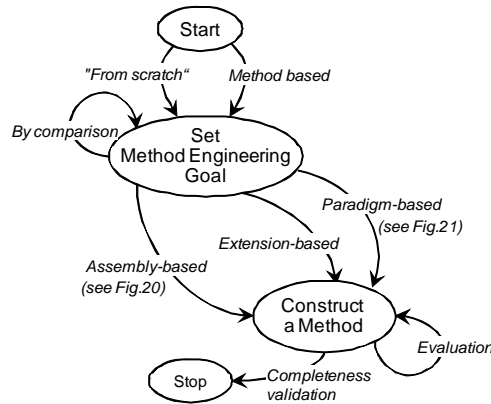 Start
"From scratch“
Method based
By comparison
Set
Method Engineering
Goal
Paradigm-based
(see Fig.21)
Extension-based
Assembly-based
(see Fig.20)
Construct
a Method
Evaluation
Stop
Completeness
validation